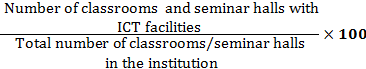 Number of classrooms and seminar halls with
ICT facilities
Total number of classrooms/seminar halls
in the institution
× 100